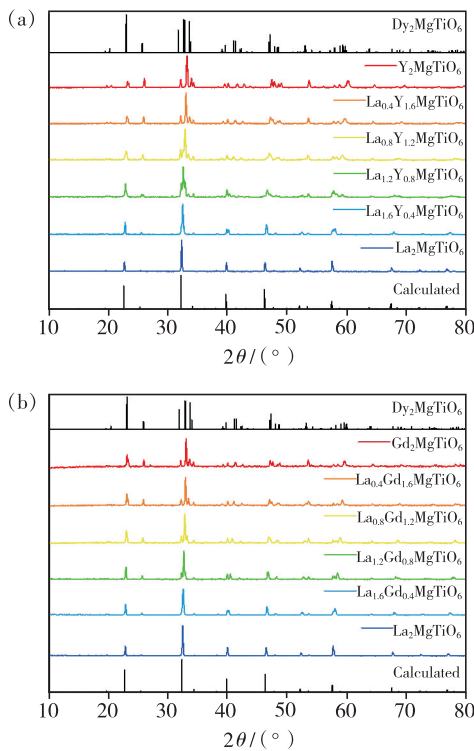 (a)
Dy₂MgTiO₆
Y₂MgTiO₆
La₀.₄Y₁.₆MgTiO₆
La₀.₈Y₁.₂MgTiO₆
La₁.₂Y₀.₈MgTiO₆
La₁.₆Y₀.₄MgTiO₆
La₂MgTiO₆
Calculated
10 20 30 40 50 60 70 80
2θ/(°)
(b)
Dy₂MgTiO₆
Gd₂MgTiO₆
La₀.₄Gd₁.₆MgTiO₆
La₀.₈Gd₁.₂MgTiO₆
La₁.₂Gd₀.₈MgTiO₆
La₁.₆Gd₀.₄MgTiO₆
La₂MgTiO₆
Calculated
10 20 30 40 50 60 70 80
2θ/(°)